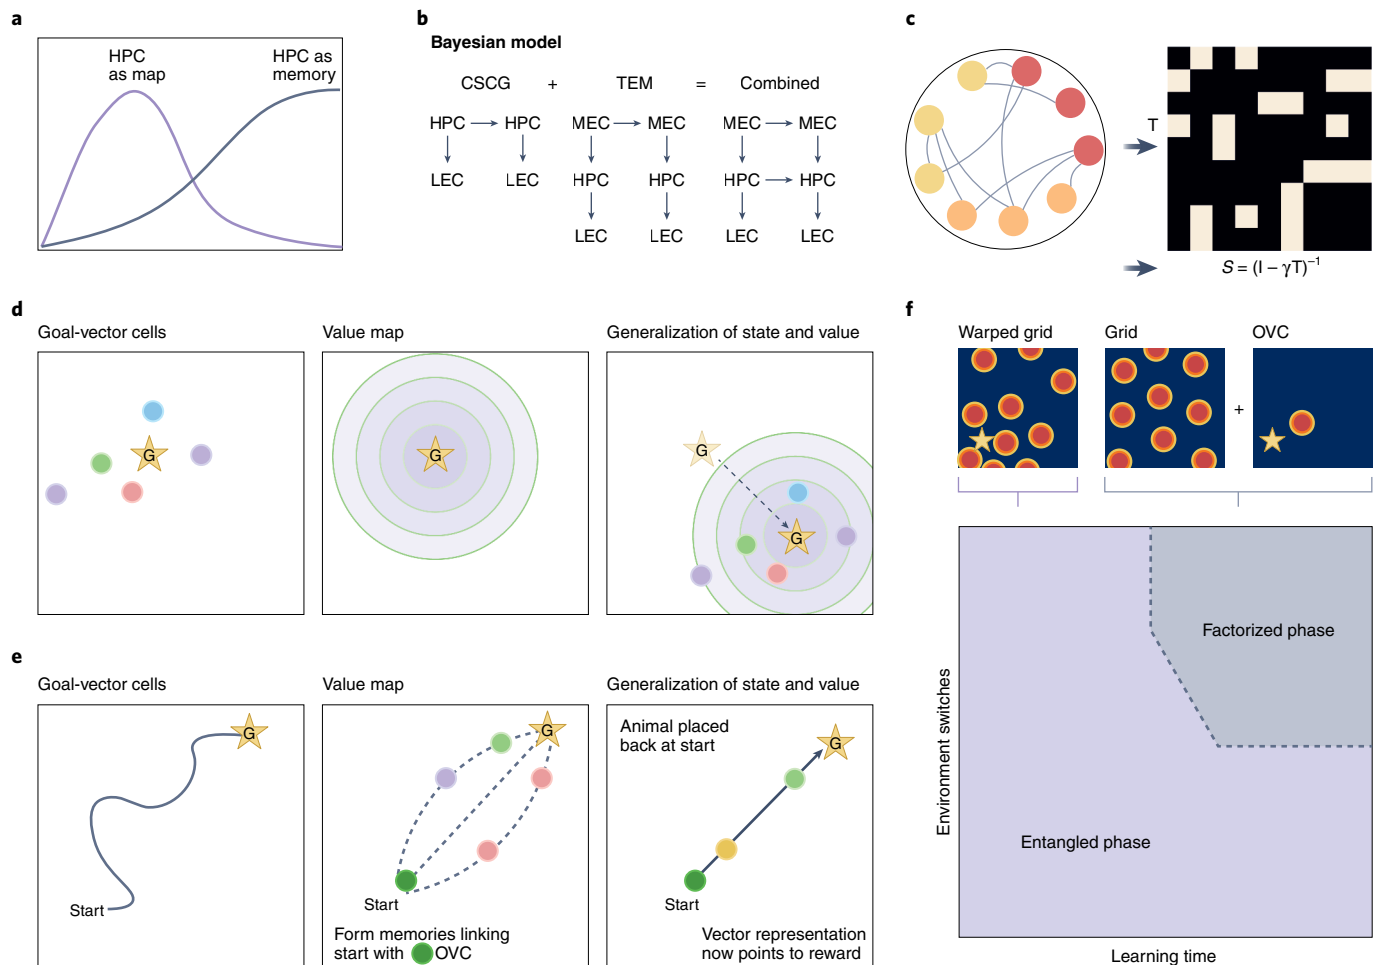 a
HPC
as map
HPC as
memory
b
Bayesian model
CSCG + TEM = Combined
HPC HPC MEC MEC MEC MEC
LEC LEC HPC HPC HPC HPC
LEC LEC LEC LEC
c
T
S = (I − γT)⁻¹
d
Goal-vector cells
G
Value map
G
Generalization of state and value
G
G
e
Goal-vector cells
G
Start
Value map
G
Start
Form memories linking
start with OVC
Generalization of state and value
Animal placed
back at start
G
Start
Vector representation
now points to reward
f
Warped grid Grid OVC
+
Environment switches
Factorized phase
Entangled phase
Learning time